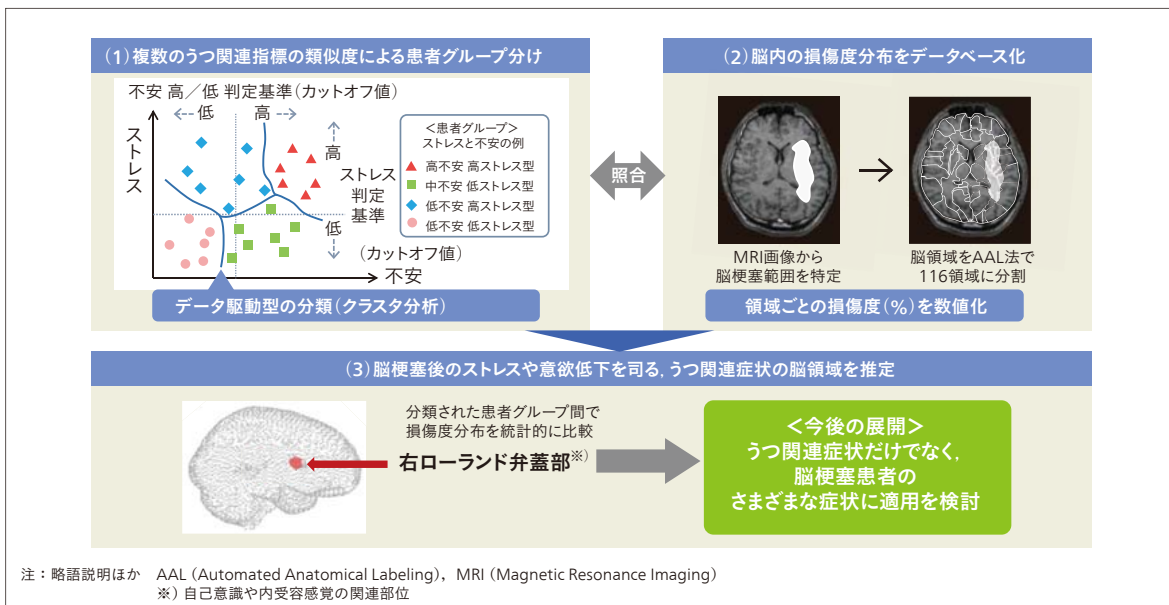 (1)複数のうつ関連指標の類似度による患者グループ分け
不安 高/低 判定基準(カットオフ値)
低 高
ストレス
高
ストレス
判定
基準
低
(カットオフ値)
不安
<患者グループ>
ストレスと不安の例
高不安 高ストレス型
中不安 低ストレス型
低不安 高ストレス型
低不安 低ストレス型
データ駆動型の分類(クラスタ分析)
照合
(2)脳内の損傷度分布をデータベース化
MRI画像から
脳梗塞範囲を特定
脳領域をAAL法で
116領域に分割
領域ごとの損傷度(%)を数値化
(3)脳梗塞後のストレスや意欲低下を司る,うつ関連症状の脳領域を推定
分類された患者グループ間で
損傷度分布を統計的に比較
右ローランド弁蓋部※)
<今後の展開>
うつ関連症状だけでなく,
脳梗塞患者の
さまざまな症状に適用を検討
注:略語説明ほか AAL(Automated Anatomical Labeling),MRI(Magnetic Resonance Imaging)
※)自己意識や内受容感覚の関連部位